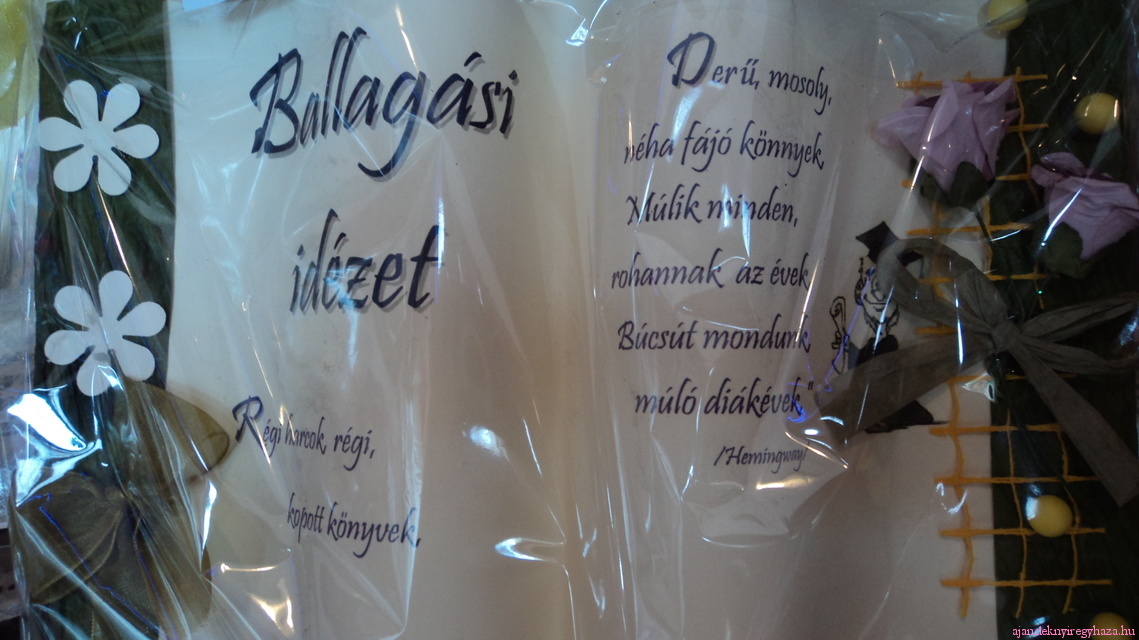 Ballagási
idézet
Régi harcok, régi,
kopott könyvek,
Derű, mosoly,
néha fájó könnyek,
Múlik minden,
rohannak az évek
Búcsút mondunk
múló diákévek"
/Hemingway/
ajandeknyiregyhaza.hu